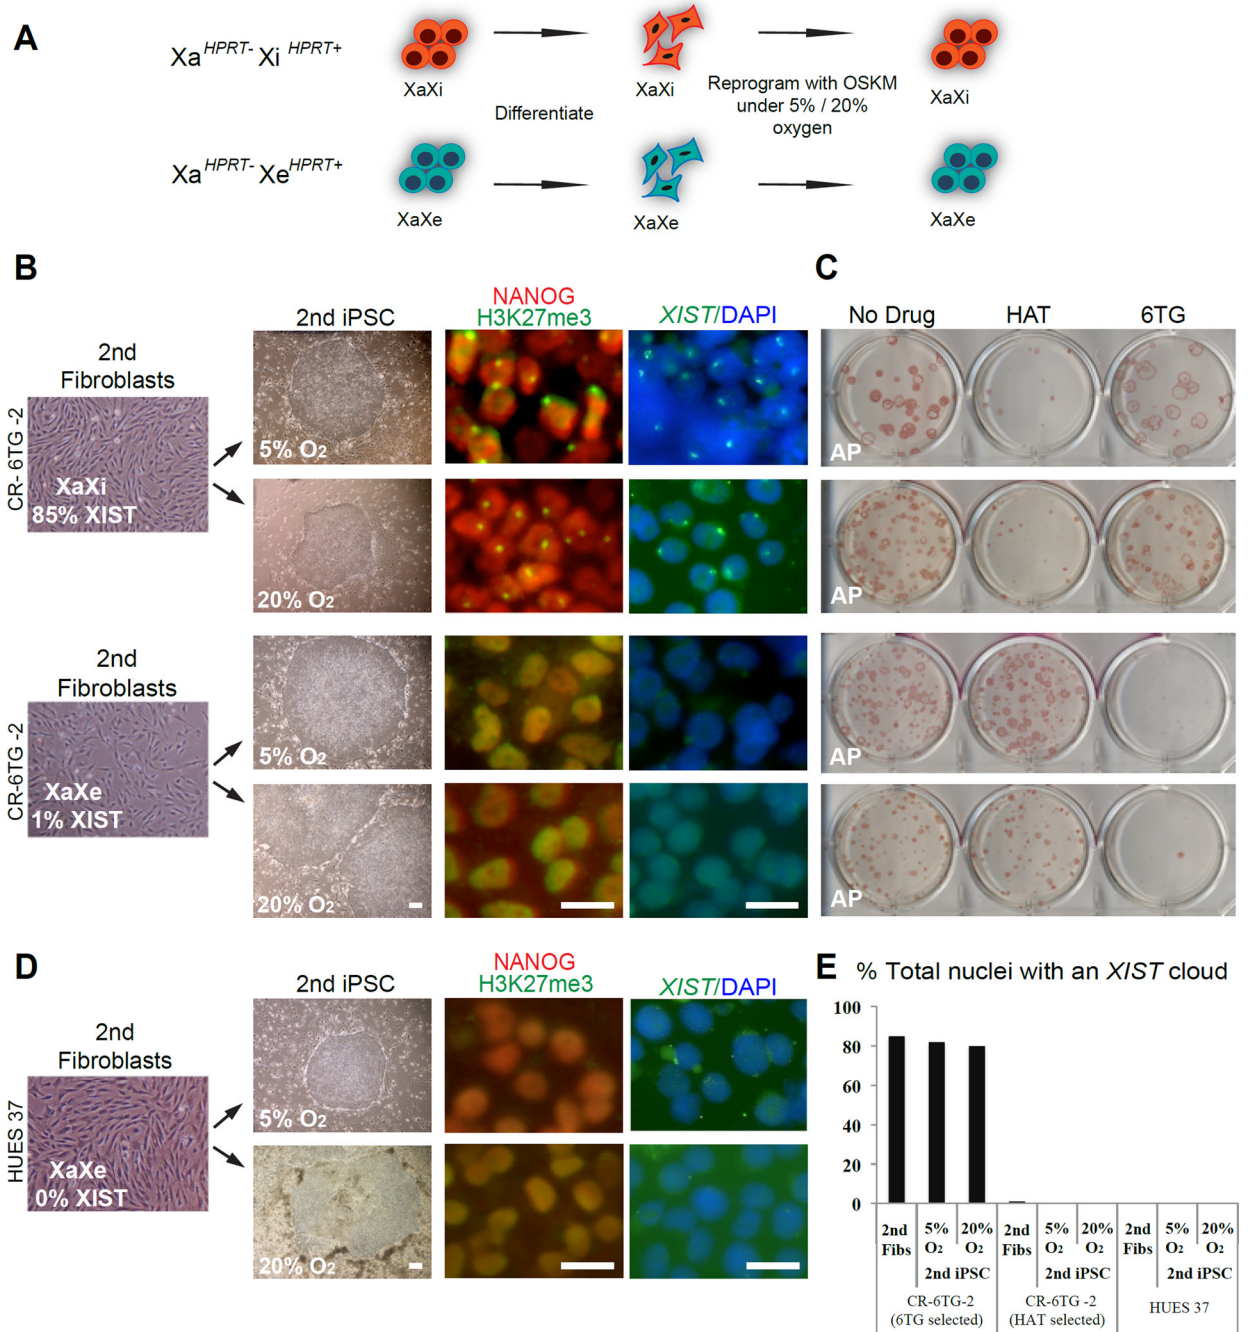 A
Xa HPRT- Xi HPRT+
XaXi
XaXi
XaXi
Differentiate
Reprogram with OSKM
under 5% / 20%
oxygen
Xa HPRT- Xe HPRT+
XaXe
XaXe
XaXe
B
2nd iPSC
NANOG
H3K27me3
XIST/DAPI
CR- 6TG -2
2nd
Fibroblasts
XaXi
85% XIST
5% O2
20% O2
CR-6TG -2
2nd
Fibroblasts
XaXe
1% XIST
5% O2
20% O2
C
No Drug
HAT
6TG
AP
AP
AP
AP
D
2nd iPSC
NANOG
H3K27me3
XIST/DAPI
HUES 37
2nd
Fibroblasts
XaXe
0% XIST
5% O2
20% O2
E
% Total nuclei with an XIST cloud
100
80
60
40
20
0
2nd Fibs
5% O2
20% O2
2nd Fibs
5% O2
20% O2
2nd Fibs
5% O2
20% O2
2nd iPSC
2nd iPSC
2nd iPSC
CR-6TG-2
(6TG selected)
CR-6TG -2
(HAT selected)
HUES 37